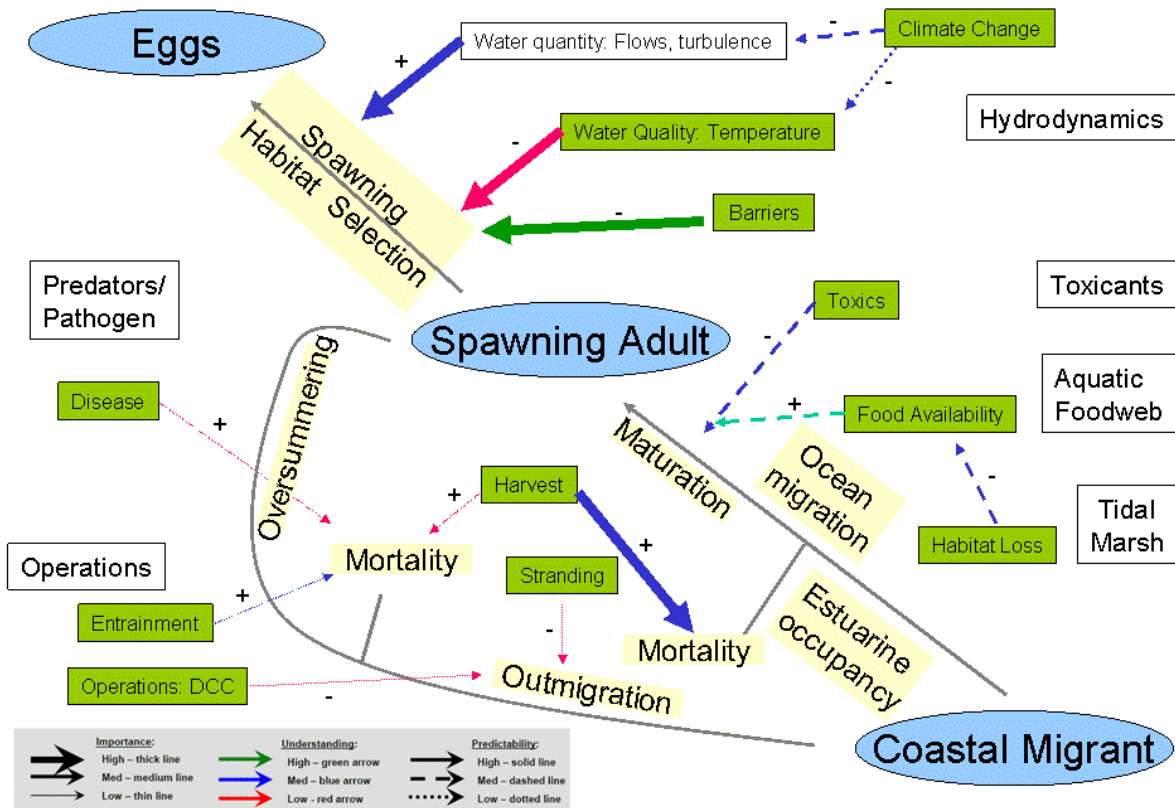 Eggs
Water quantity: Flows, turbulence
-
Climate Change
+
-
Hydrodynamics
Water Quality: Temperature
-
Spawning
Habitat Selection
-
Barriers
Predators/
Pathogen
Toxics
Toxicants
Spawning Adult
-
Oversummering
Disease
+
Food Availability
+
Aquatic
Foodweb
Maturation
Ocean
migration
-
Harvest
+
Tidal
Marsh
Habitat Loss
+
Mortality
Operations
Stranding
Entrainment
+
-
Mortality
Estuarine
occupancy
Operations: DCC
-
Outmigration
Coastal Migrant
Importance:
High – thick line
Med – medium line
Low – thin line
Understanding:
High – green arrow
Med – blue arrow
Low - red arrow
Predictability:
High – solid line
Med – dashed line
Low – dotted line